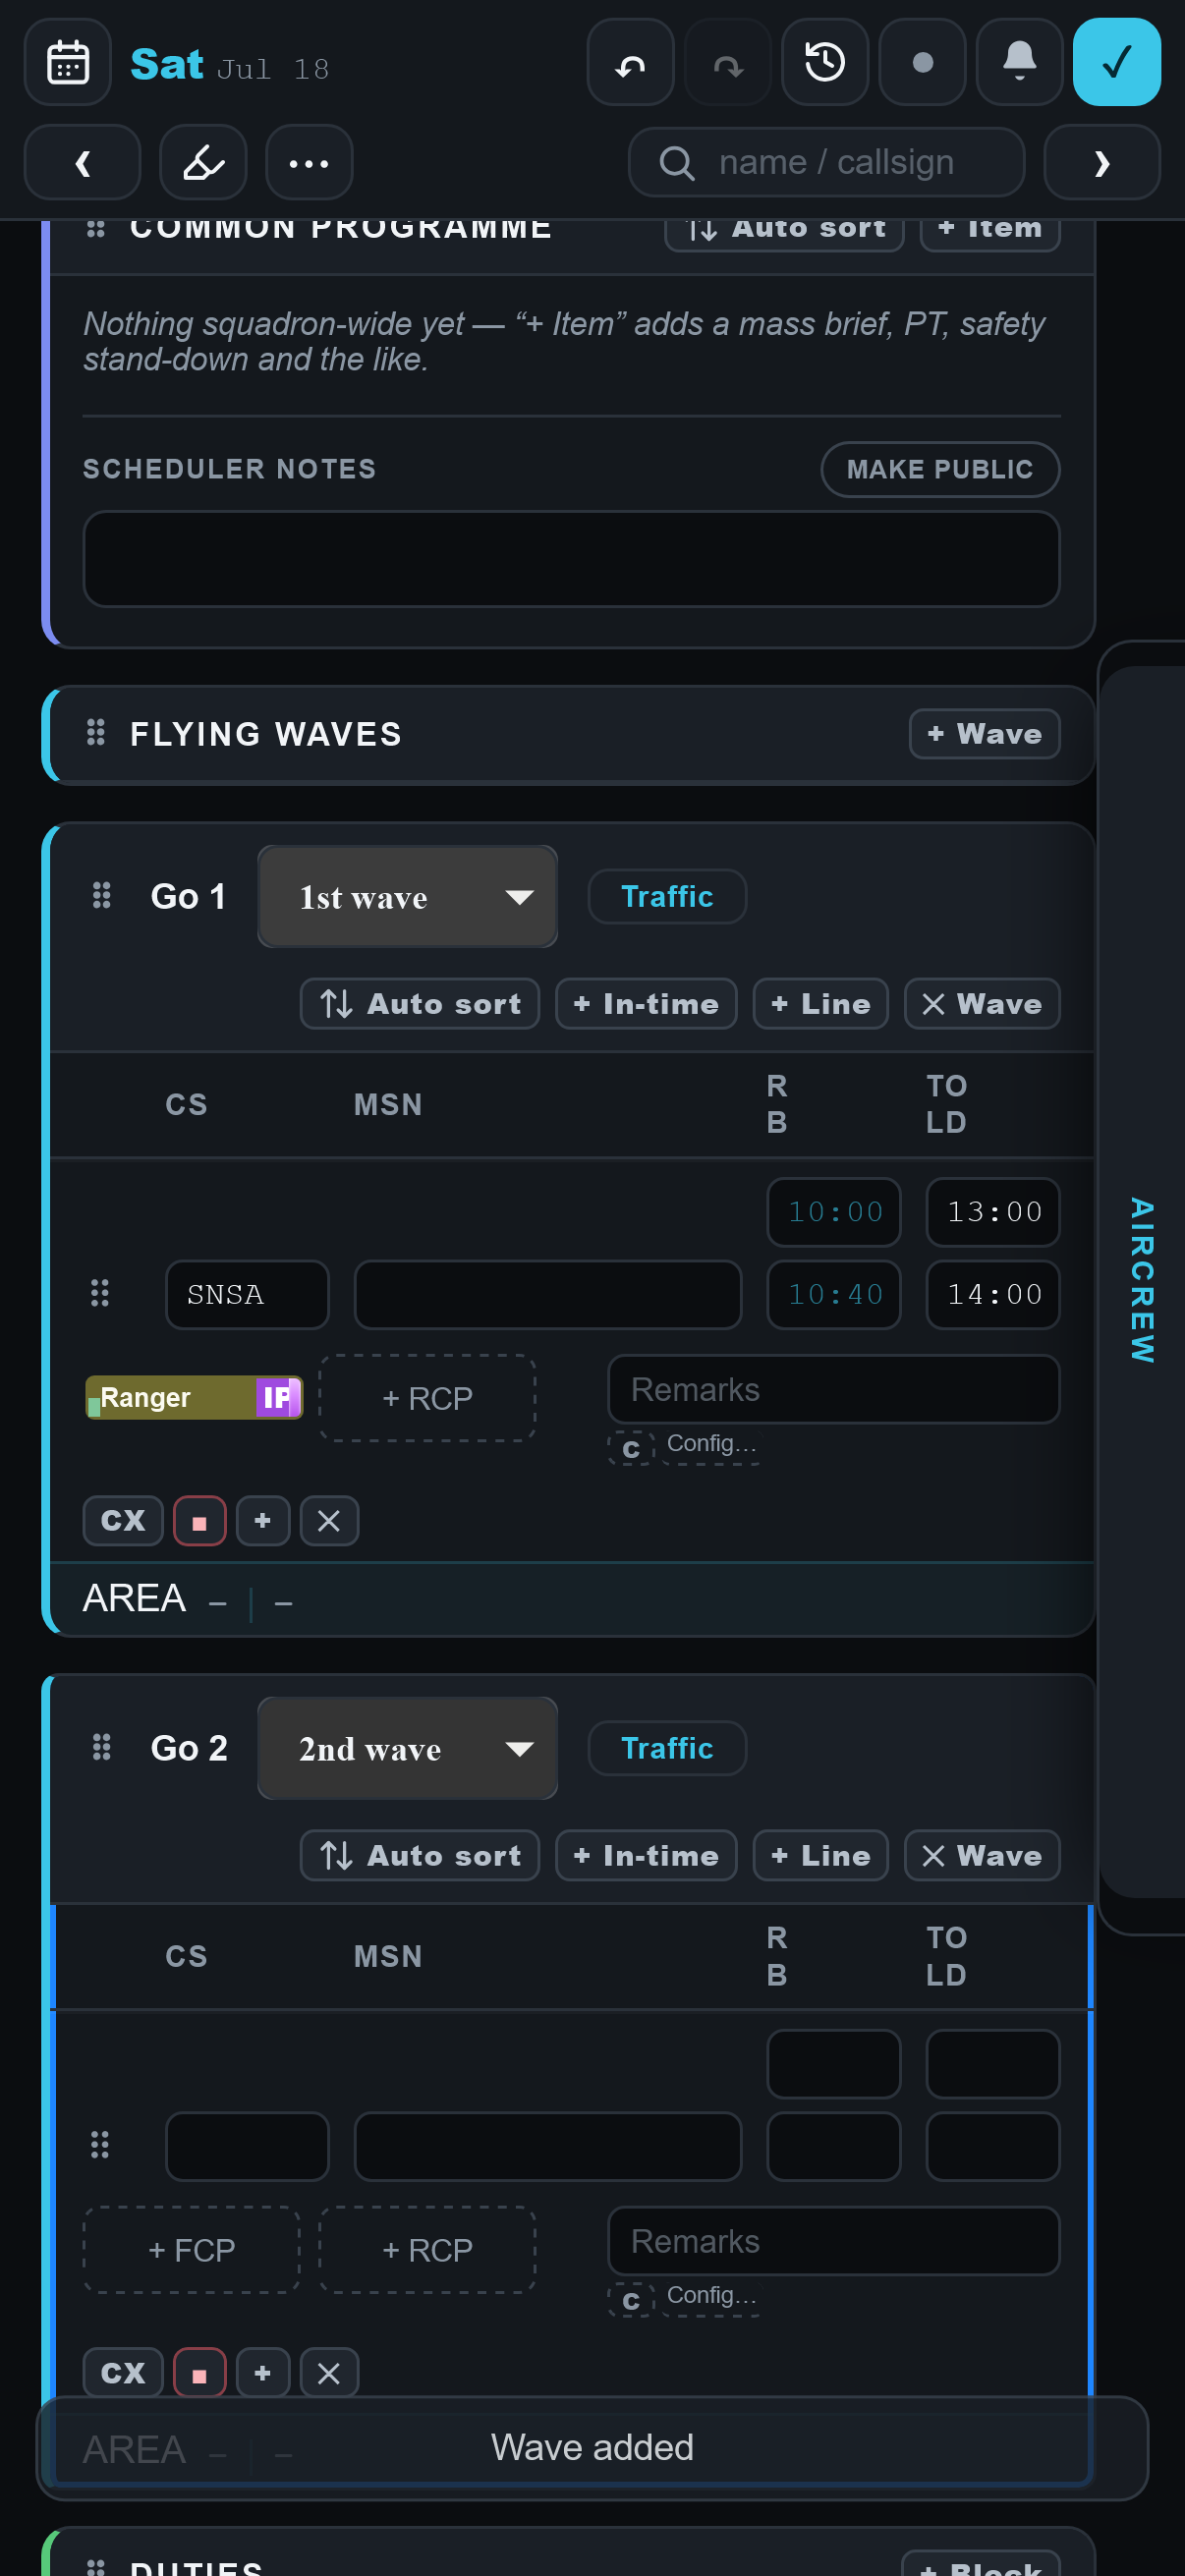 Sat Jul 18
name / callsign
COMMON PROGRAMME Auto sort + Item
Nothing squadron-wide yet — “+ Item” adds a mass brief, PT, safety
stand-down and the like.
SCHEDULER NOTES MAKE PUBLIC
FLYING WAVES + Wave
Go 1 1st wave Traffic
Auto sort + In-time + Line × Wave
CS MSN R TO
B LD
10:00 13:00
SNSA 10:40 14:00
Ranger IP + RCP Remarks
C Config...
CX + ×
AREA – | –
AIRCREW
Go 2 2nd wave Traffic
Auto sort + In-time + Line × Wave
CS MSN R TO
B LD
+ FCP + RCP Remarks
C Config...
CX + ×
AREA – | –
Wave added
DUTIES + Block